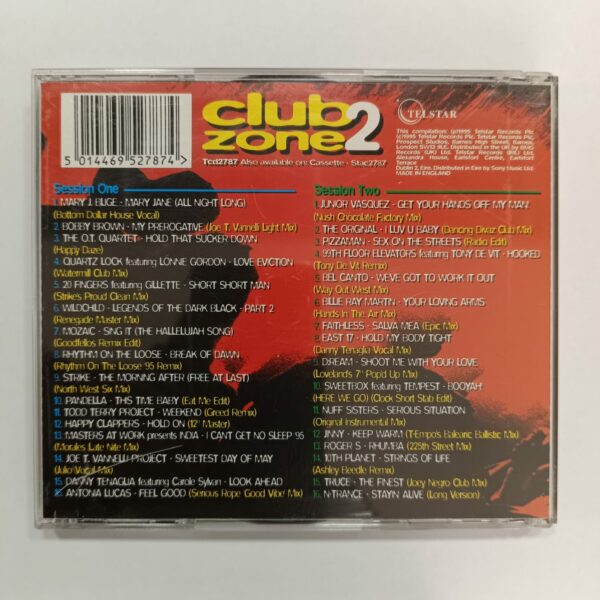 club
zone2
Tcd2787 Also available on: Cassette - Stac2787
5 014469 527874 >
TELSTAR
This compilation: (p)1995 Telstar Records Plc.
(c)1995 Telstar Records Plc,
Prospect Studios, Barnes High Street, Barnes,
London SW13 9LE. Distributed in the UK by BMG
Records (UK) Ltd. Telstar Records (IRL) Ltd.
Alexandra House, Earlsfort Centre, Earlsfort
Terrace,
Dublin 2, Eire. Distributed in Eire by Sony Music Ltd.
MADE IN ENGLAND
Session One
1. MARY J. BLIGE - MARY JANE (ALL NIGHT LONG)
(Bottom Dollar House Vocal)
2. BOBBY BROWN - MY PREROGATIVE (Joe T. Vannelli Light Mix)
3. THE O.T. QUARTET - HOLD THAT SUCKER DOWN
(Happy Daze)
4. QUARTZ LOCK featuring LONNIE GORDON - LOVE EVICTION
(Watermill Club Mix)
5. 20 FINGERS featuring GILLETTE - SHORT SHORT MAN
(Strikes Proud Clean Mix)
6. WILDCHILD - LEGENDS OF THE DARK BLACK - PART 2
(Renegade Master Mix)
7. MOZAIC - SING IT (THE HALLELUJAH SONG)
(Goodfellos Remix Edit)
8. RHYTHM ON THE LOOSE - BREAK OF DAWN
(Rhythm On The Loose '95 Remix)
9. STRIKE - THE MORNING AFTER (FREE AT LAST)
(North West Six Mix)
10. PANDELLA - THIS TIME BABY (Eat Me Edit)
11. TODD TERRY PROJECT - WEEKEND (Greed Remix)
12. HAPPY CLAPPERS - HOLD ON (12" Master)
13. MASTERS AT WORK presents INDIA - I CAN'T GET NO SLEEP '95
(Morales Late Nite Mix)
14. JOE T. VANNELLI PROJECT - SWEETEST DAY OF MAY
(Julio Vocal Mix)
15. DANNY TENAGLIA featuring Carole Sylvan - LOOK AHEAD
16. ANTONIA LUCAS - FEEL GOOD (Serious Rope Good Vibe Mix)
Session Two
1. JUNIOR VASQUEZ - GET YOUR HANDS OFF MY MAN!
(Nush Chocolate Factory Mix)
2. THE ORIGINAL - I LUV U BABY (Dancing Divaz Club Mix)
3. PIZZAMAN - SEX ON THE STREETS (Radio Edit)
4. 99TH FLOOR ELEVATORS featuring TONY DE VIT - HOOKED
(Tony De Vit Remix)
5. BEL CANTO - WE'VE GOT TO WORK IT OUT
(Way Out West Mix)
6. BILLIE RAY MARTIN - YOUR LOVING ARMS
(Hands In The Air Mix)
7. FAITHLESS - SALVA MEA (Epic Mix)
8. EAST 17 - HOLD MY BODY TIGHT
(Danny Tenaglia Vocal Mix)
9. D:REAM - SHOOT ME WITH YOUR LOVE
(Lovelands 7" Pop'd Up Mix)
10. SWEETBOX featuring TEMPEST - BOOYAH
(HERE WE GO) (Clock Short Stab Edit)
11. NUFF SISTERS - SERIOUS SITUATION
(Original Instrumental Mix)
12. JINNY - KEEP WARM (T-Empo's Balearic Ballistic Mix)
13. ROGER S - RHUMBA (225th Street Mix)
14. 10TH PLANET - STRINGS OF LIFE
(Ashley Beedle Remix)
15. TRUCE - THE FINEST (Joey Negro Club Mix)
16. N-TRANCE - STAYIN ALIVE (Long Version)